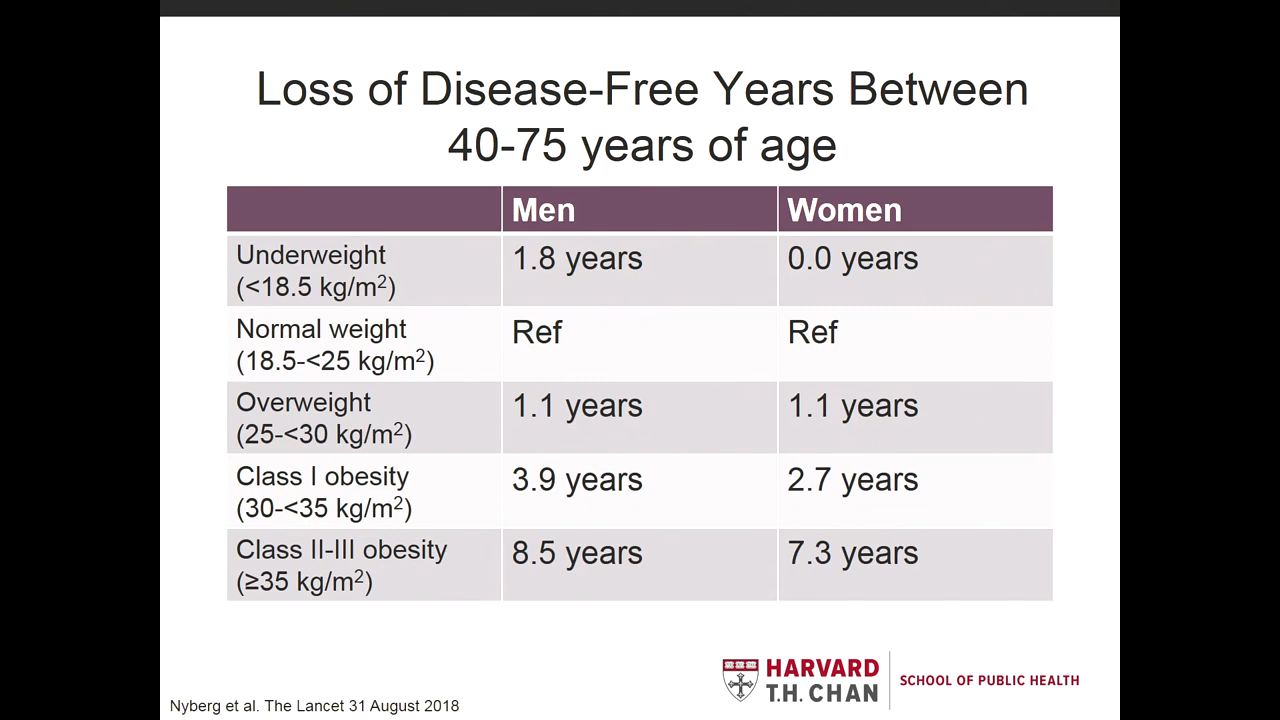 Loss of Disease-Free Years Between
40-75 years of age
Men Women
Underweight 1.8 years 0.0 years
(<18.5 kg/m²)
Normal weight Ref Ref
(18.5-<25 kg/m²)
Overweight 1.1 years 1.1 years
(25-<30 kg/m²)
Class I obesity 3.9 years 2.7 years
(30-<35 kg/m²)
Class II-III obesity 8.5 years 7.3 years
(≥35 kg/m²)
HARVARD
T.H. CHAN
SCHOOL OF PUBLIC HEALTH
Nyberg et al. The Lancet 31 August 2018